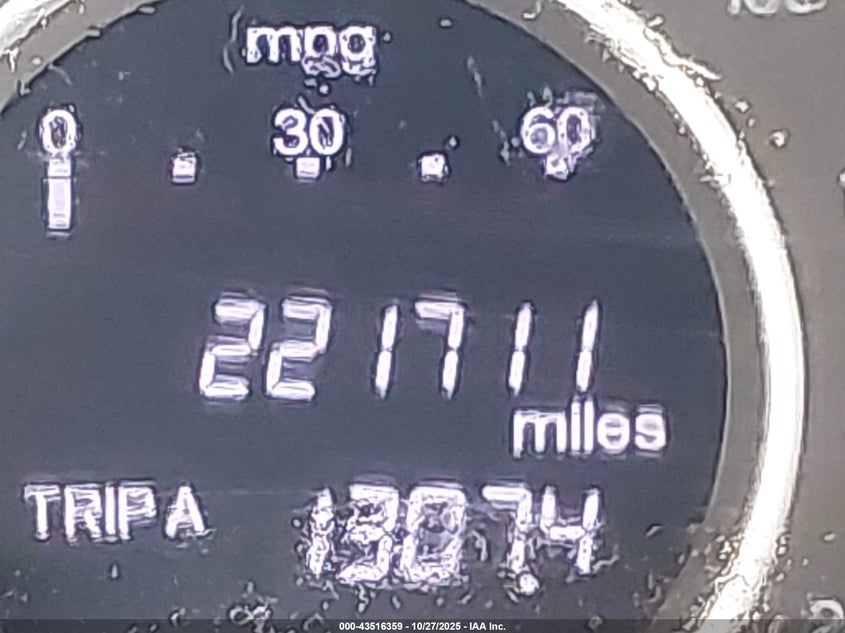 mpg
0 30 60
221711
miles
TRIP A
000-43516359 - 10/27/2025 - IAA Inc.